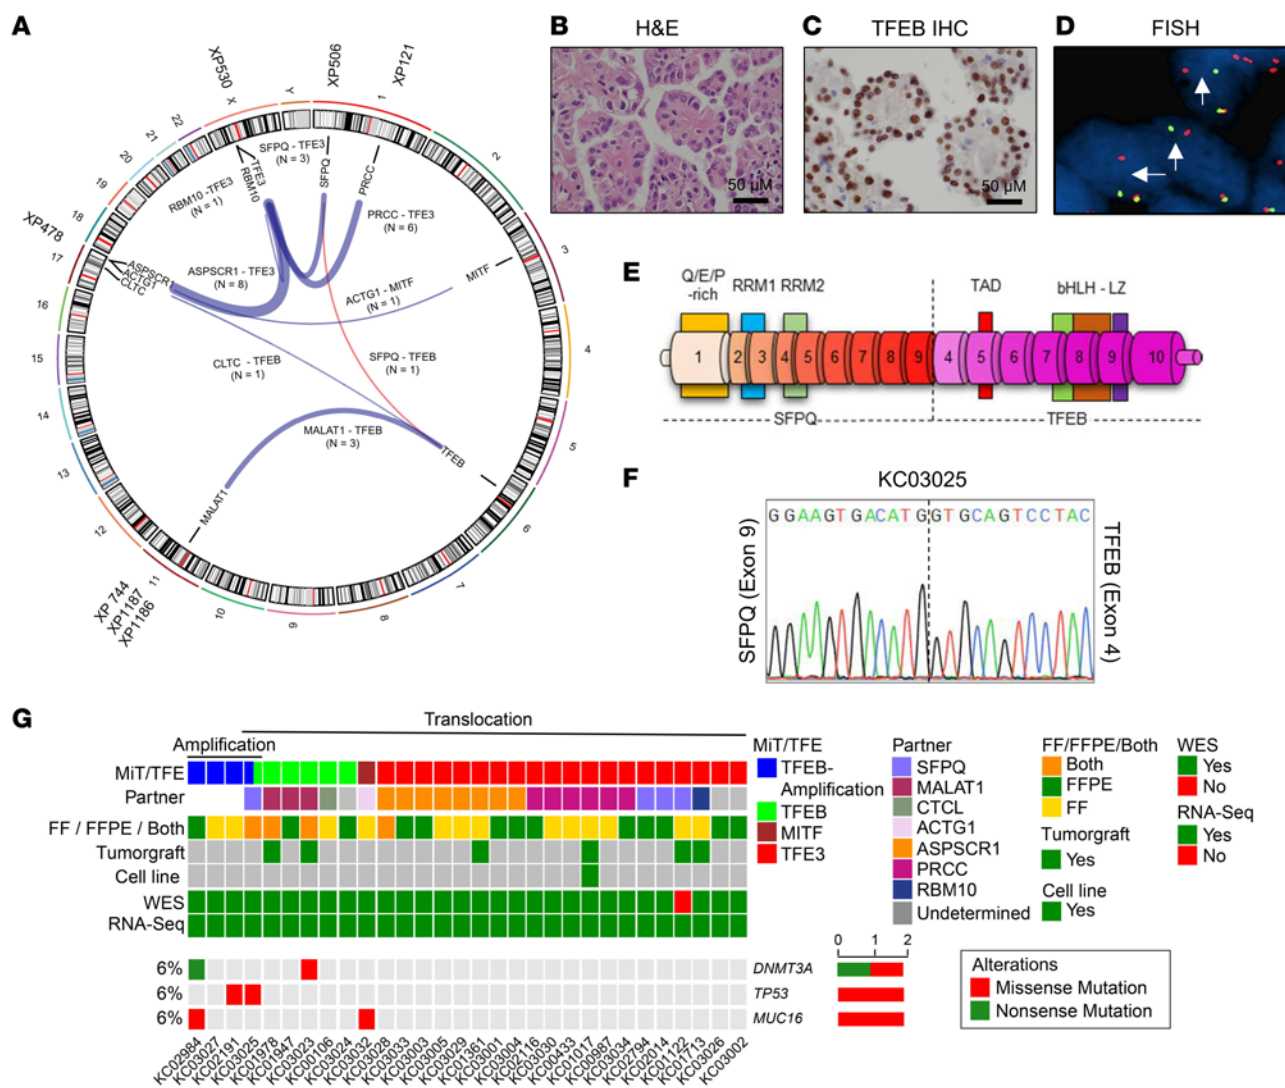 A
XP530
XP506
XP121
X
Y
1
2
3
4
5
6
7
8
9
10
11
12
13
14
15
16
17
18
19
20
21
22
XP478
XP 744
XP1187
XP1186
SFPQ - TFE3
(N = 3)
RBM10 -TFE3
(N = 1)
TFE3
RBM10
SFPQ
PRCC
PRCC - TFE3
(N = 6)
ASPSCR1
ACTG1
CLTC
ASPSCR1 - TFE3
(N = 8)
ACTG1 - MITF
(N = 1)
MITF
CLTC - TFEB
(N = 1)
SFPQ - TFEB
(N = 1)
MALAT1 - TFEB
(N = 3)
TFEB
MALAT1
B
H&E
50 µM
C
TFEB IHC
50 µM
D
FISH
E
Q/E/P
-rich
RRM1 RRM2
TAD
bHLH - LZ
1 2 3 4 5 6 7 8 9 4 5 6 7 8 9 10
SFPQ
TFEB
F
KC03025
SFPQ (Exon 9)
GGAAGTGACATGGTGCAGTCCTAC
TFEB (Exon 4)
G
Translocation
Amplification
MiT/TFE
Partner
FF / FFPE / Both
Tumorgraft
Cell line
WES
RNA-Seq
6%
DNMT3A
6%
TP53
6%
MUC16
0 1 2
KC02984
KC03027
KC02191
KC03025
KC01978
KC01947
KC03023
KC00106
KC03024
KC03032
KC03028
KC03033
KC03003
KC03005
KC03029
KC01361
KC03001
KC03004
KC02116
KC03030
KC00433
KC01017
KC00987
KC03034
KC02794
KC02014
KC01122
KC01713
KC03026
KC03002
MiT/TFE
TFEB-
Amplification
TFEB
MITF
TFE3
Partner
SFPQ
MALAT1
CTCL
ACTG1
ASPSCR1
PRCC
RBM10
Undetermined
FF/FFPE/Both
Both
FFPE
FF
Tumorgraft
Yes
Cell line
Yes
WES
Yes
No
RNA-Seq
Yes
No
Alterations
Missense Mutation
Nonsense Mutation